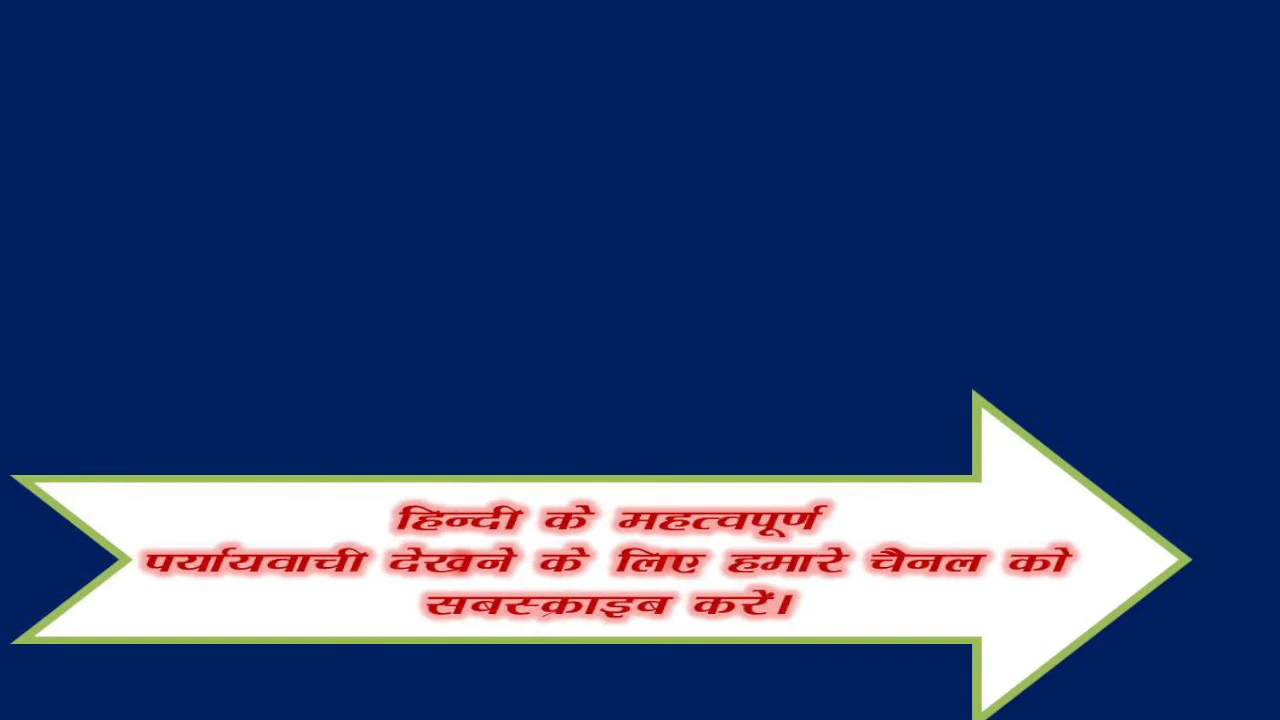 हिन्दी के महत्वपूर्ण
पर्यायवाची देखने के लिए हमारे चैनल को
सबस्क्राइब करें।